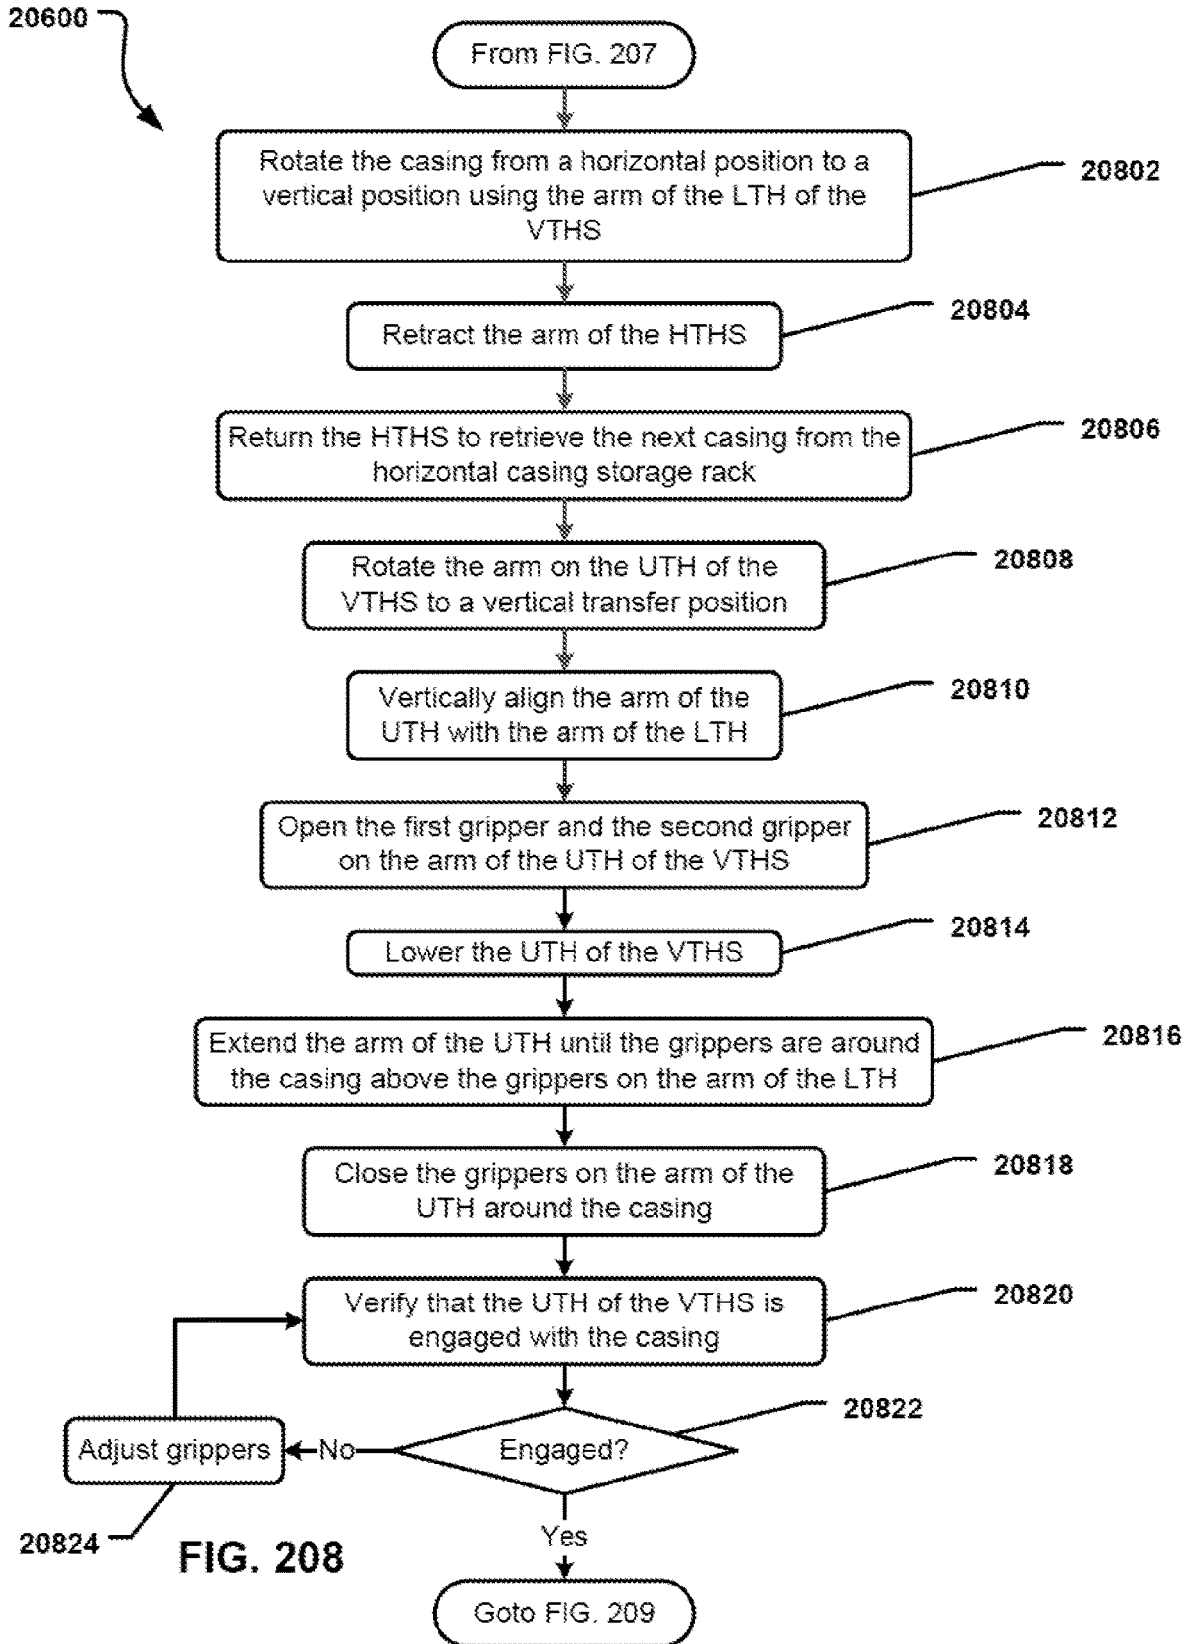 20600
From FIG. 207
Rotate the casing from a horizontal position to a
vertical position using the arm of the LTH of the
VTHS
20802
Retract the arm of the HTHS
20804
Return the HTHS to retrieve the next casing from the
horizontal casing storage rack
20806
Rotate the arm on the UTH of the
VTHS to a vertical transfer position
20808
Vertically align the arm of the
UTH with the arm of the LTH
20810
Open the first gripper and the second gripper
on the arm of the UTH of the VTHS
20812
Lower the UTH of the VTHS
20814
Extend the arm of the UTH until the grippers are around
the casing above the grippers on the arm of the LTH
20816
Close the grippers on the arm of the
UTH around the casing
20818
Verify that the UTH of the VTHS is
engaged with the casing
20820
Engaged?
20822
No
Adjust grippers
20824
Yes
FIG. 208
Goto FIG. 209